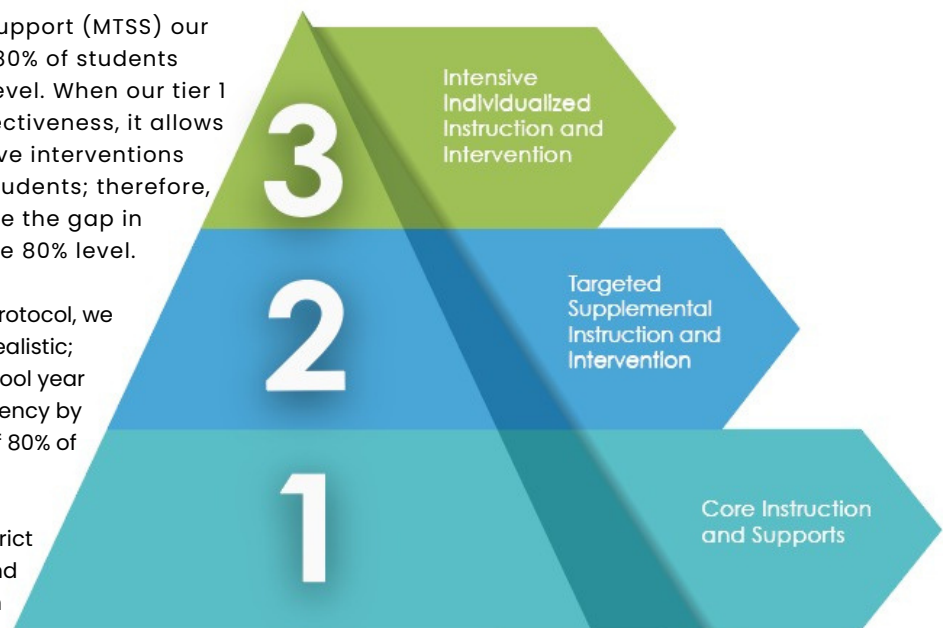 upport (MTSS) our
80% of students
evel. When our tier 1
ectiveness, it allows
ve interventions
tudents; therefore,
e the gap in
e 80% level.
rotocol, we
ealistic;
ool year
ency by
f 80% of
rict
nd
3
Intensive
Individualized
Instruction and
Intervention
2
Targeted
Supplemental
Instruction and
Intervention
1
Core Instruction
and Supports